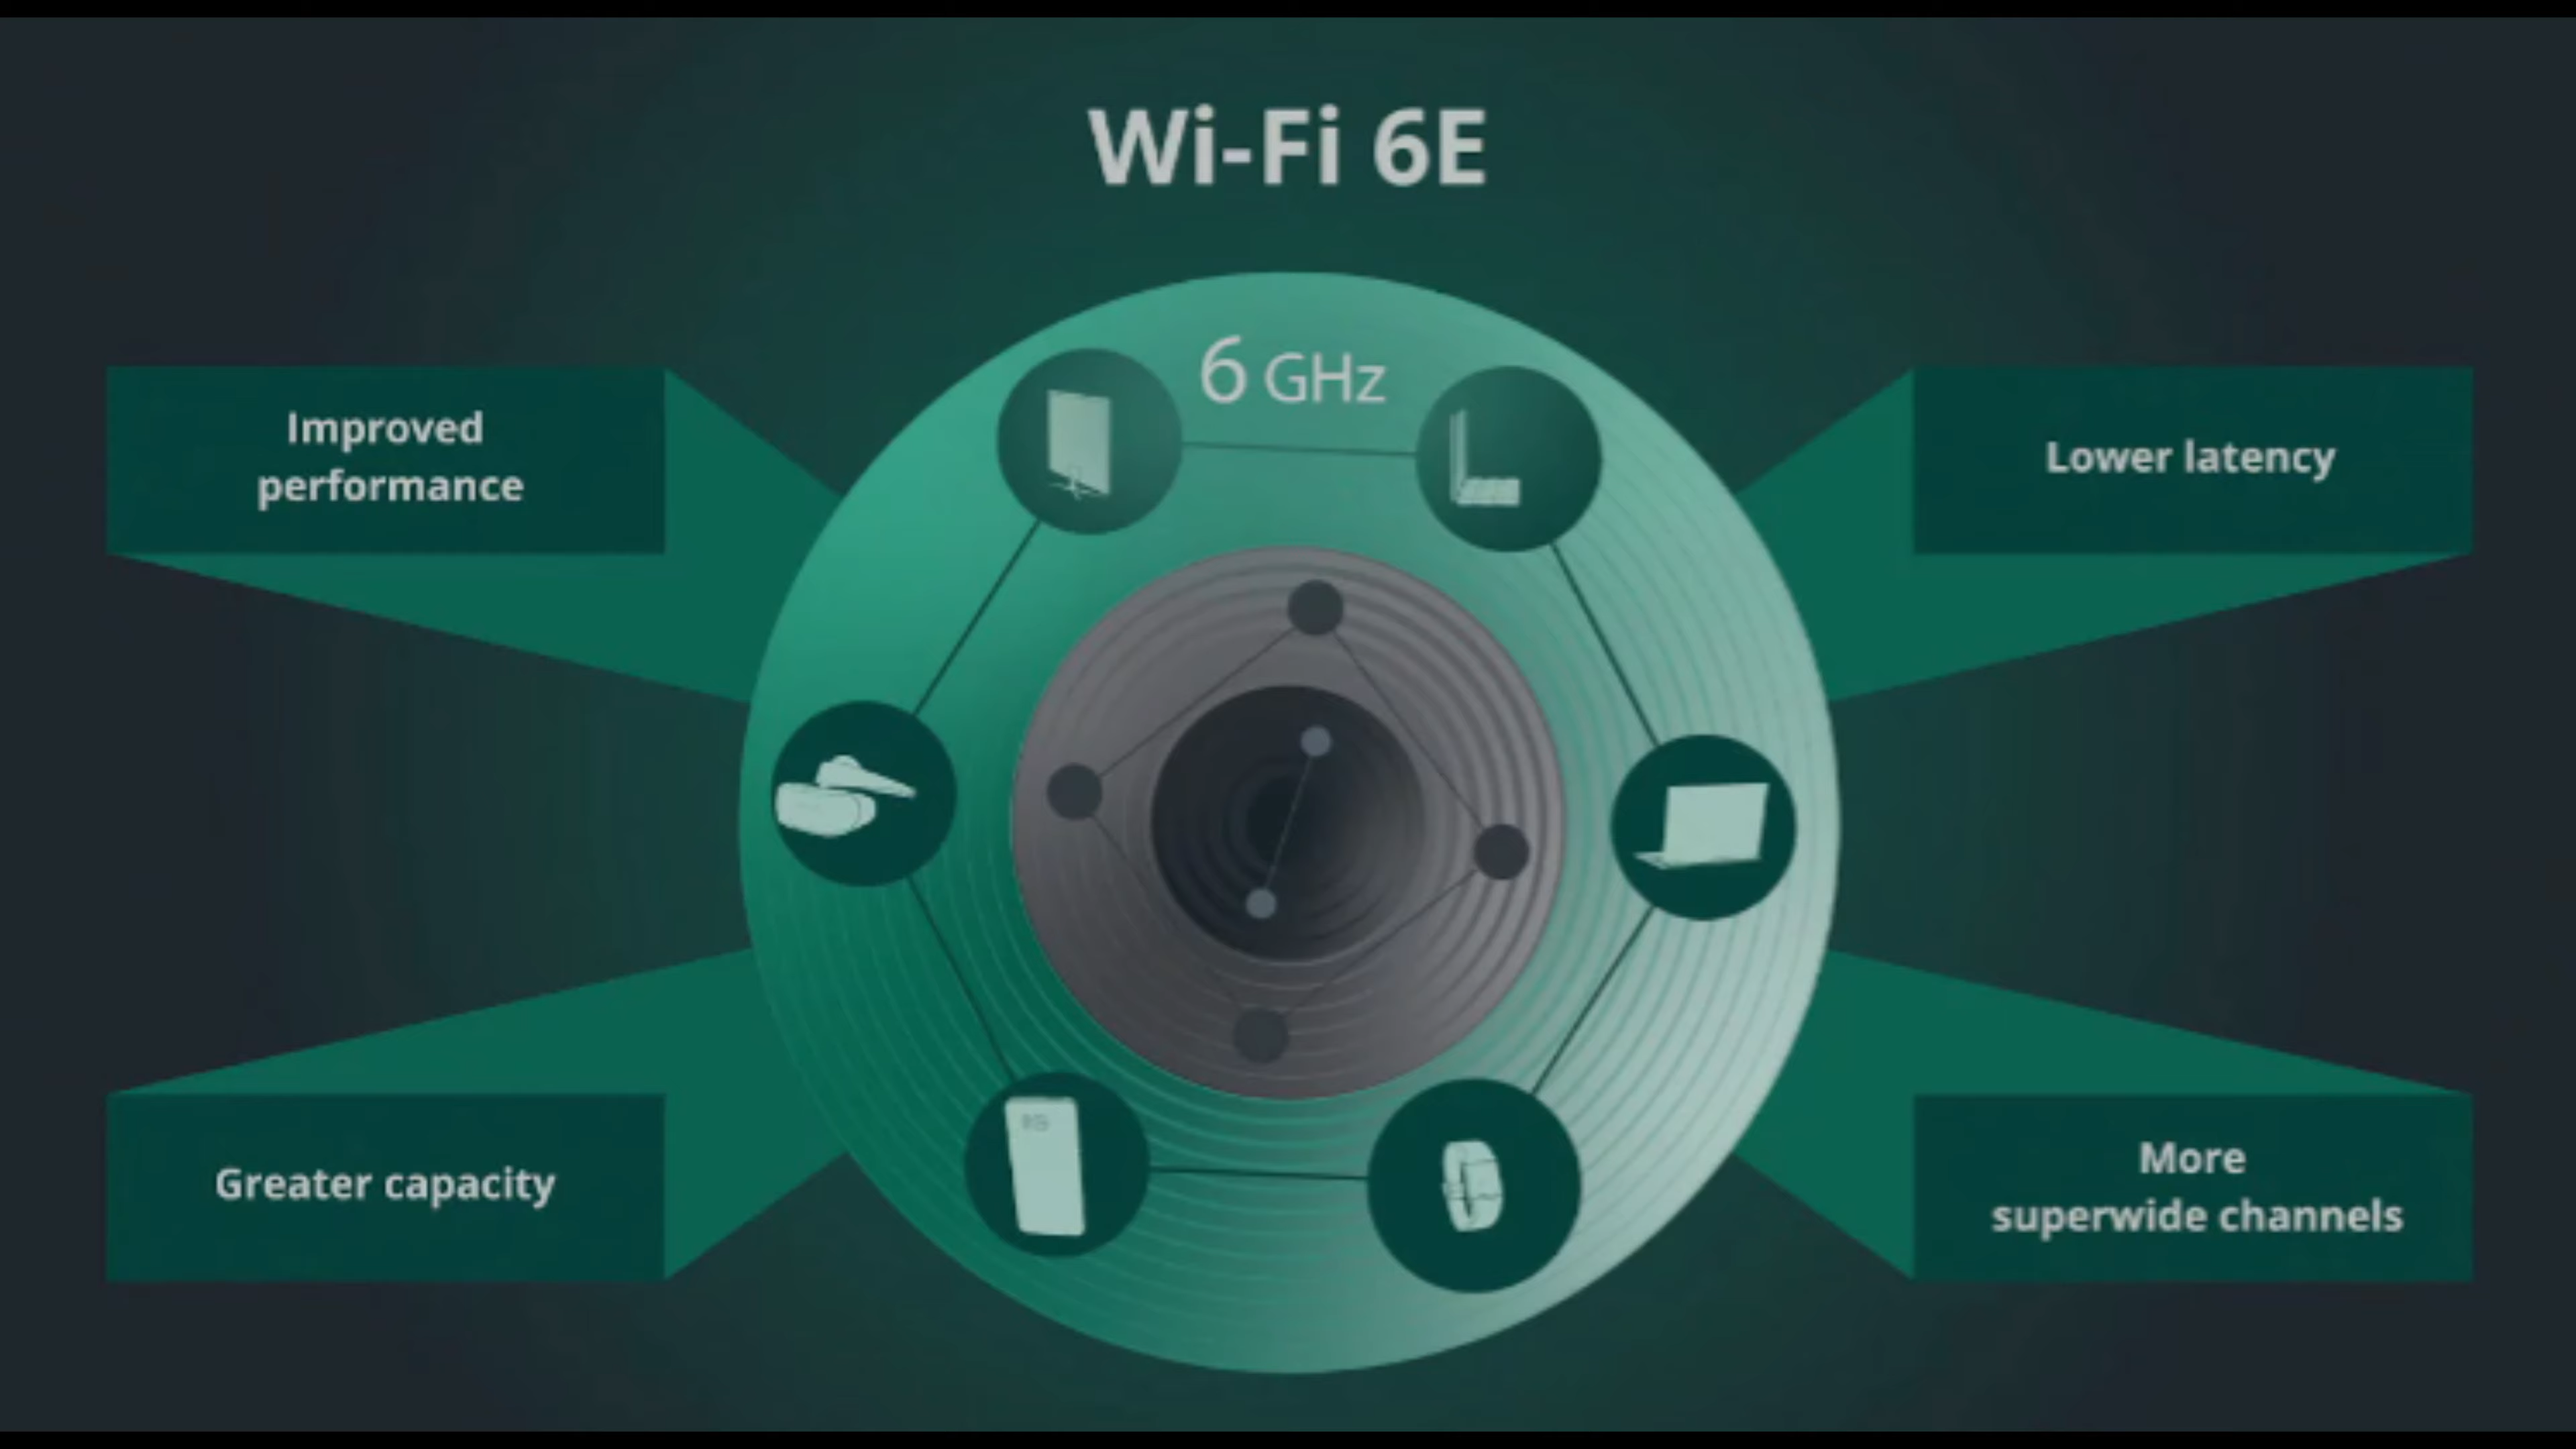 Wi-Fi 6E
6 GHz
Improved
performance
Lower latency
Greater capacity
More
superwide channels